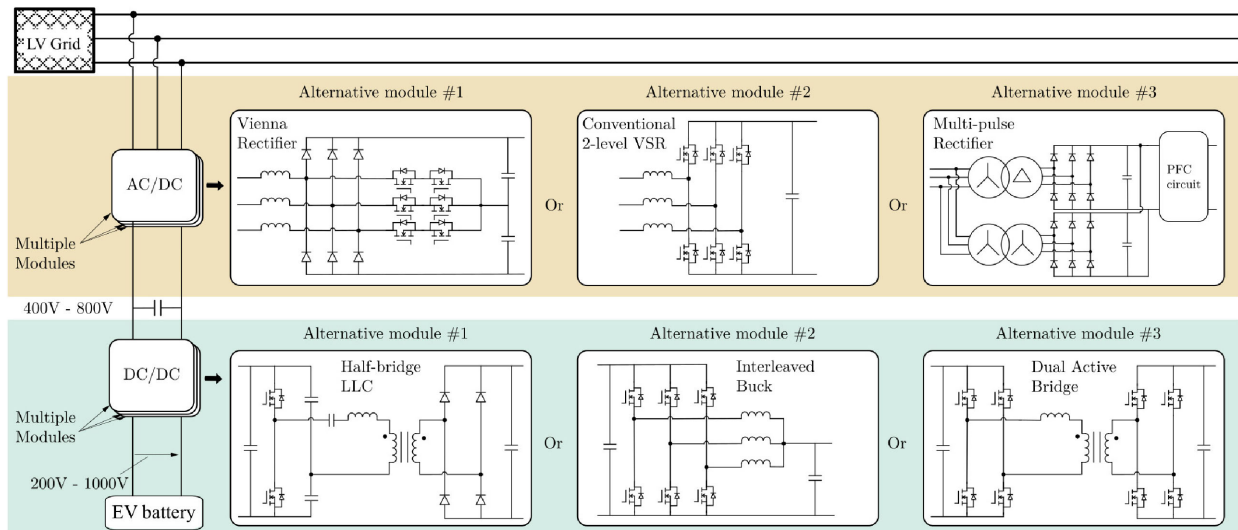 LV Grid
Alternative module #1
Alternative module #2
Alternative module #3
Vienna
Rectifier
Conventional
2-level VSR
Multi-pulse
Rectifier
PFC
circuit
AC/DC
Or
Or
Multiple
Modules
400V - 800V
Alternative module #1
Alternative module #2
Alternative module #3
Half-bridge
LLC
Interleaved
Buck
Dual Active
Bridge
DC/DC
Or
Or
Multiple
Modules
200V - 1000V
EV battery